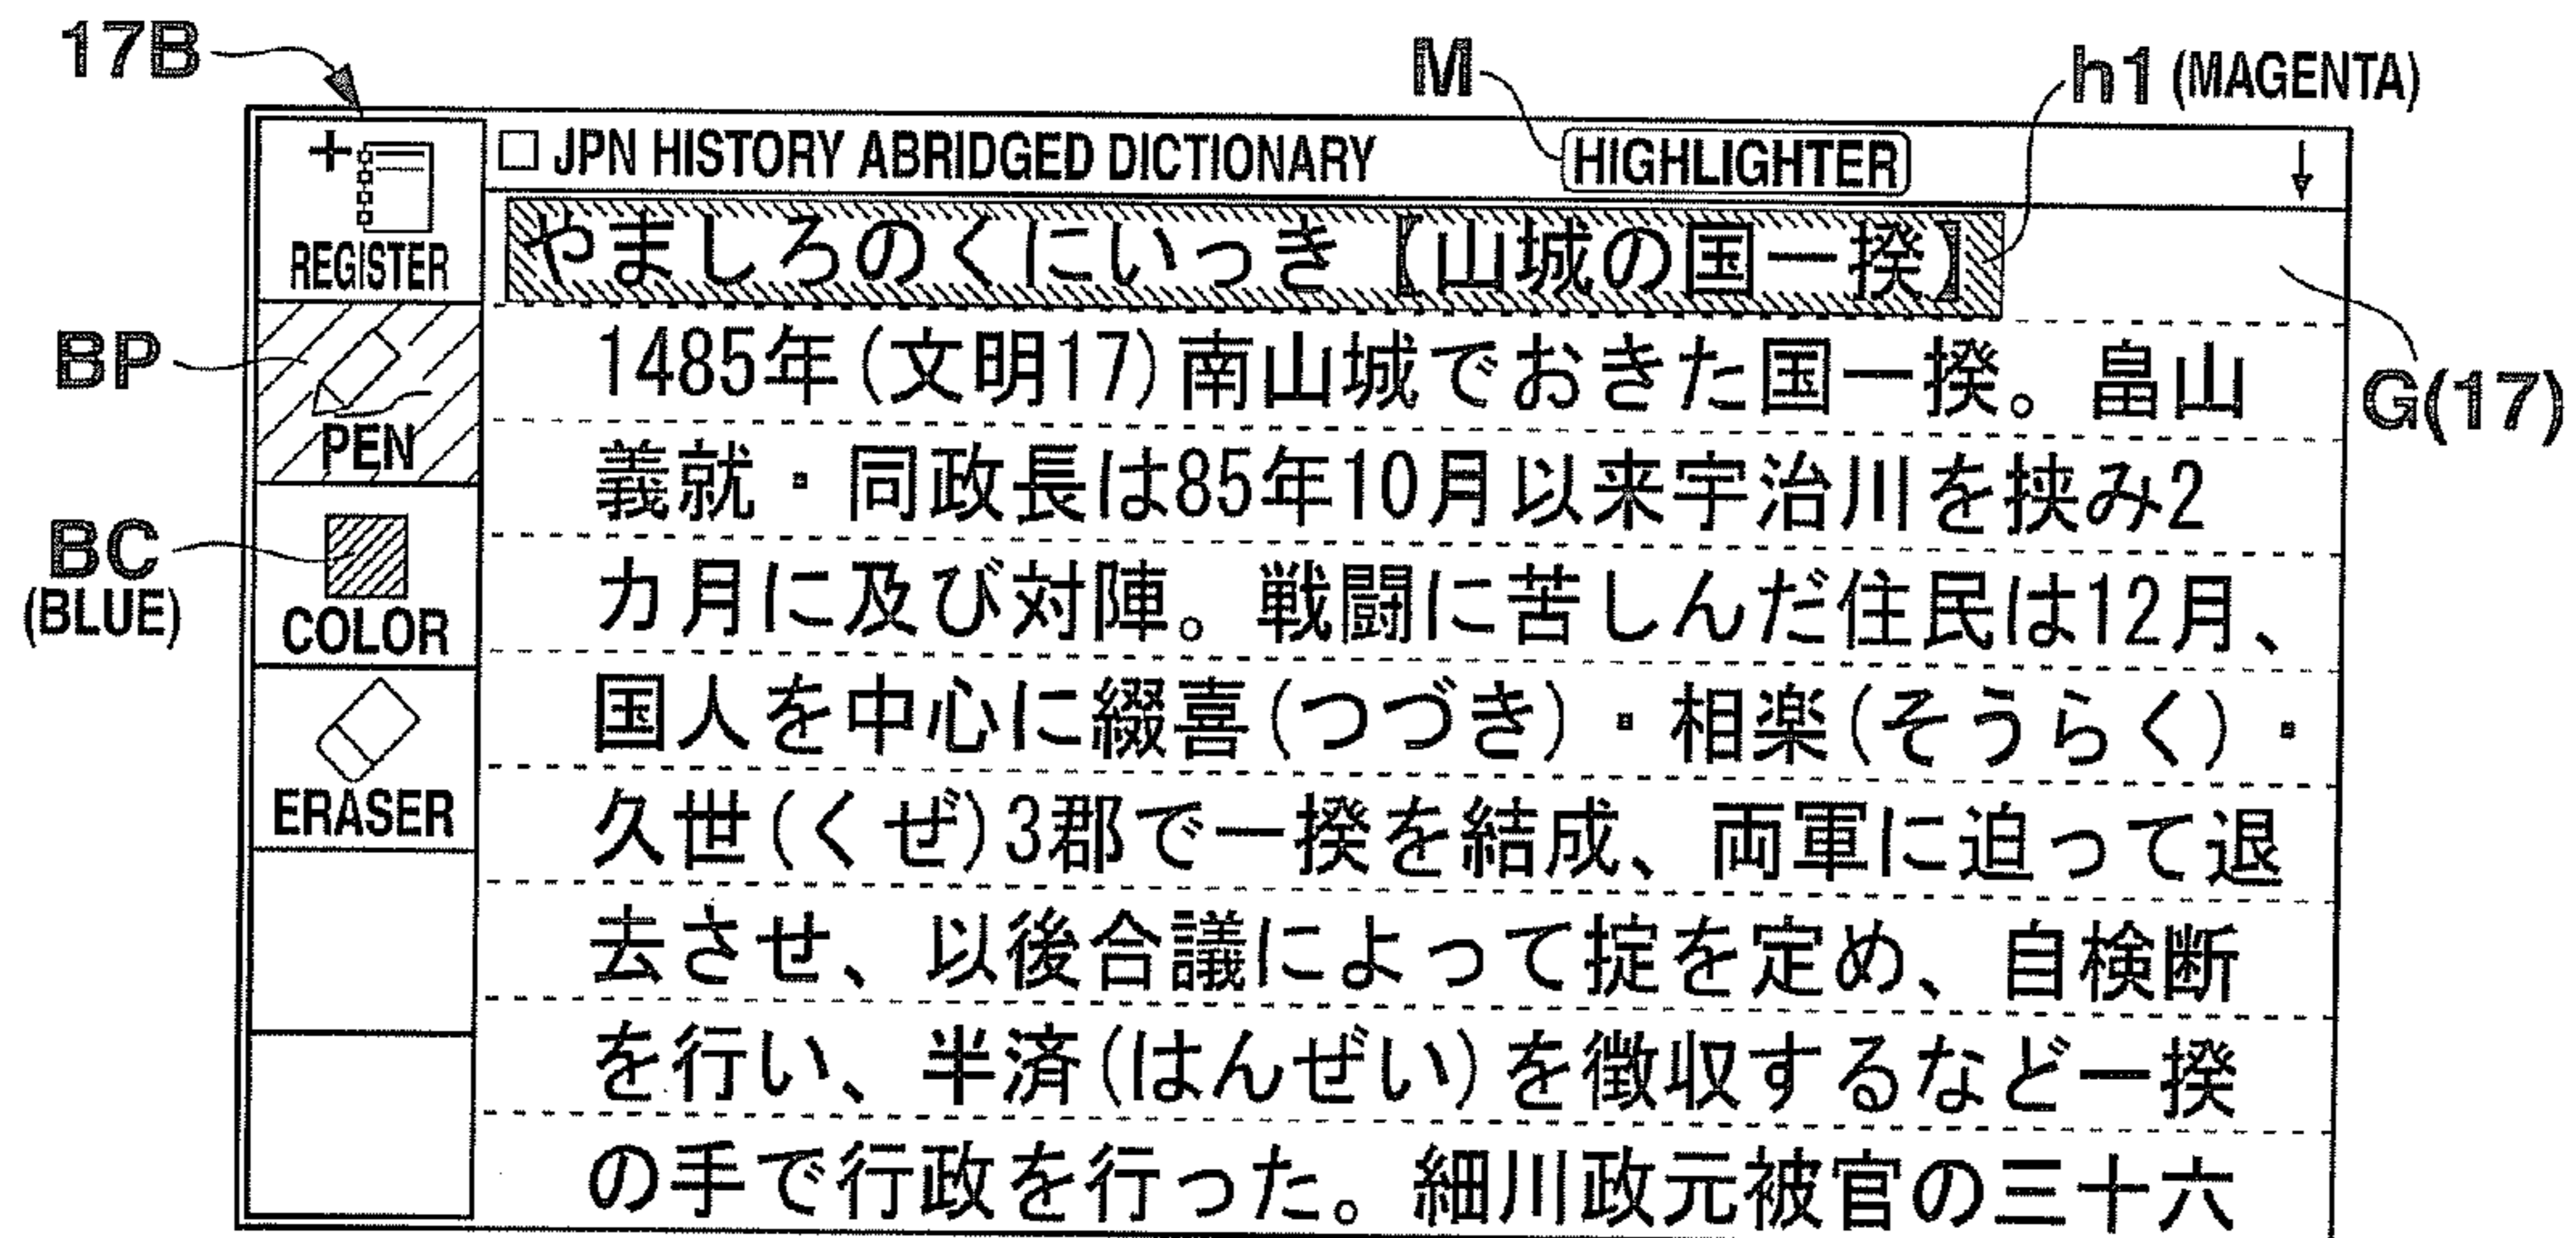 17B
M
h1 (MAGENTA)
REGISTER
□ JPN HISTORY ABRIDGED DICTIONARY
HIGHLIGHTER
↓
やましろのくにいっき【山城の国一揆】
BP
PEN
BC
(BLUE)
COLOR
ERASER
G(17)
1485年(文明17)南山城でおきた国一揆。畠山
義就・同政長は85年10月以来宇治川を挟み2
カ月に及び対陣。戦闘に苦しんだ住民は12月、
国人を中心に綴喜(つづき)・相楽(そうらく)・
久世(くぜ)3郡で一揆を結成、両軍に迫って退
去させ、以後合議によって掟を定め、自検断
を行い、半済(はんぜい)を徴収するなど一揆
の手で行政を行った。細川政元被官の三十六